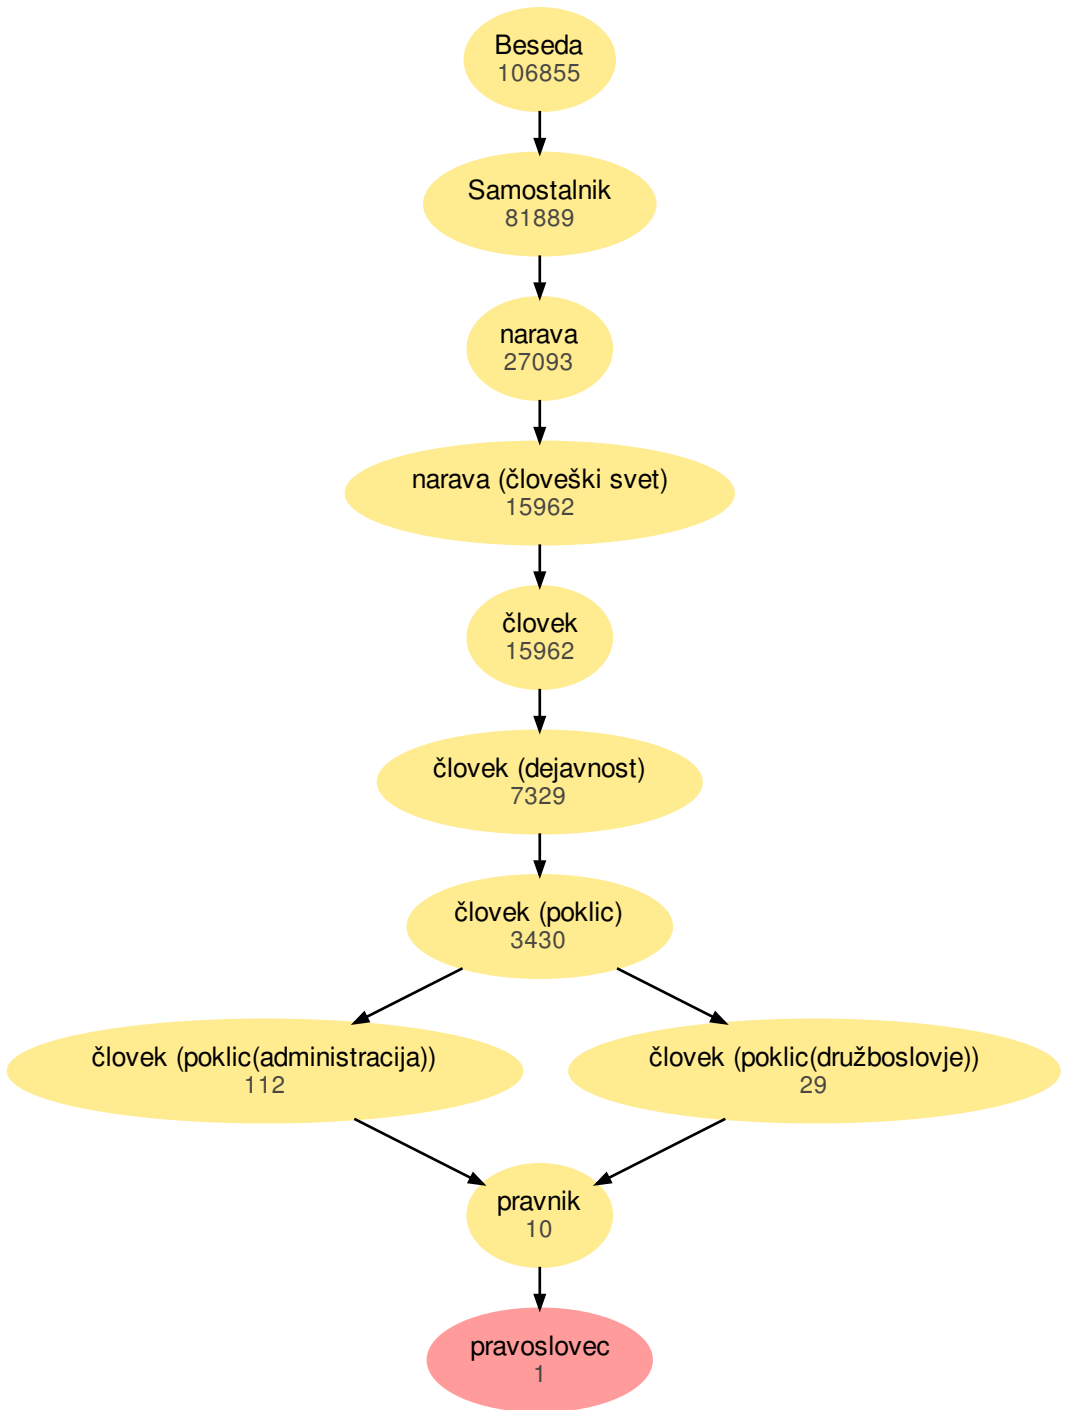 Beseda
106855
Samostalnik
81889
narava
27093
narava (človeški svet)
15962
človek
15962
človek (dejavnost)
7329
človek (poklic)
3430
človek (poklic(administracija))
112
človek (poklic(družboslovje))
29
pravnik
10
pravoslovec
1